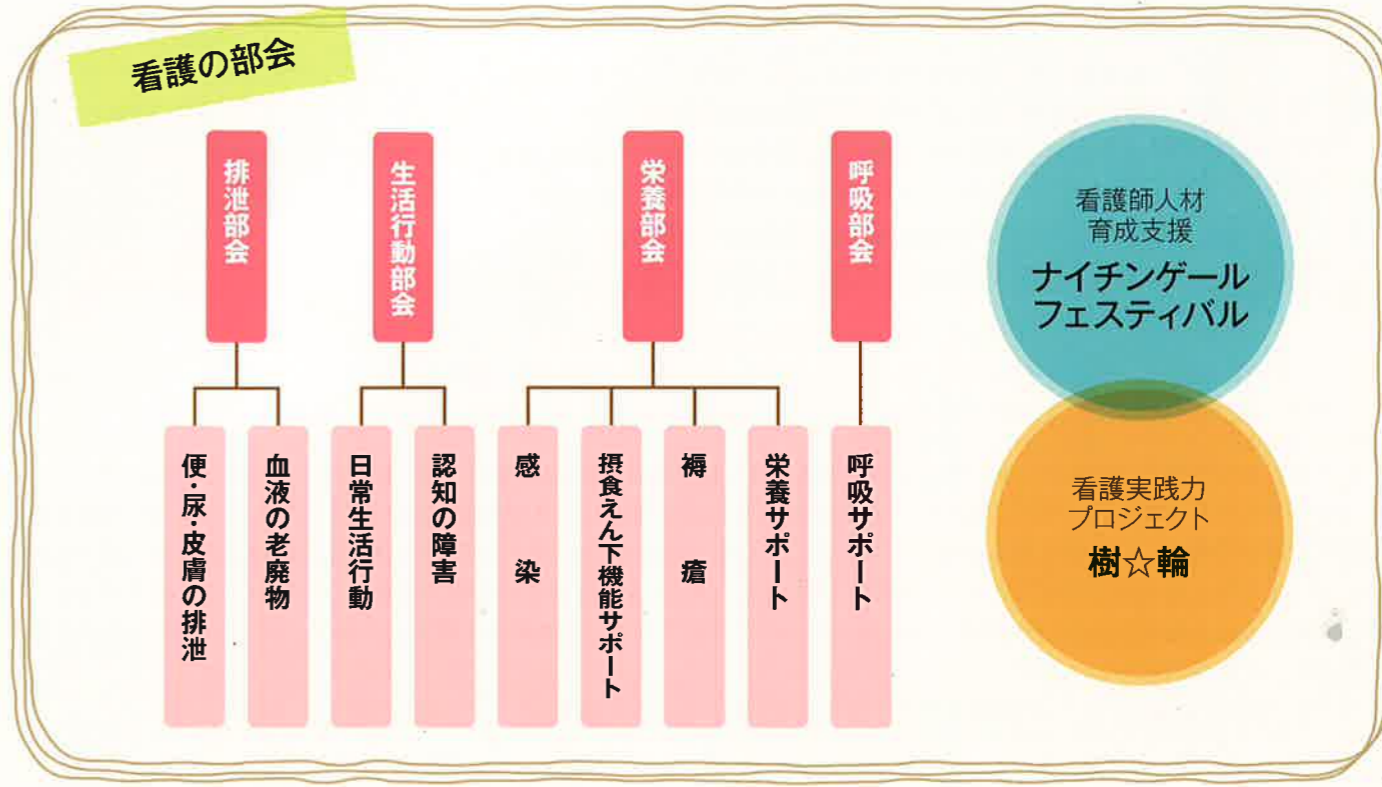 看護の部会
呼吸部会
栄養部会
生活行動部会
排泄部会
呼吸サポート
栄養サポート
褥瘡
摂食えん下機能サポート
感染
認知の障害
日常生活行動
血液の老廃物
便・尿・皮膚の排泄
看護師人材
育成支援
ナイチンゲール
フェスティバル
看護実践力
プロジェクト
樹☆輪